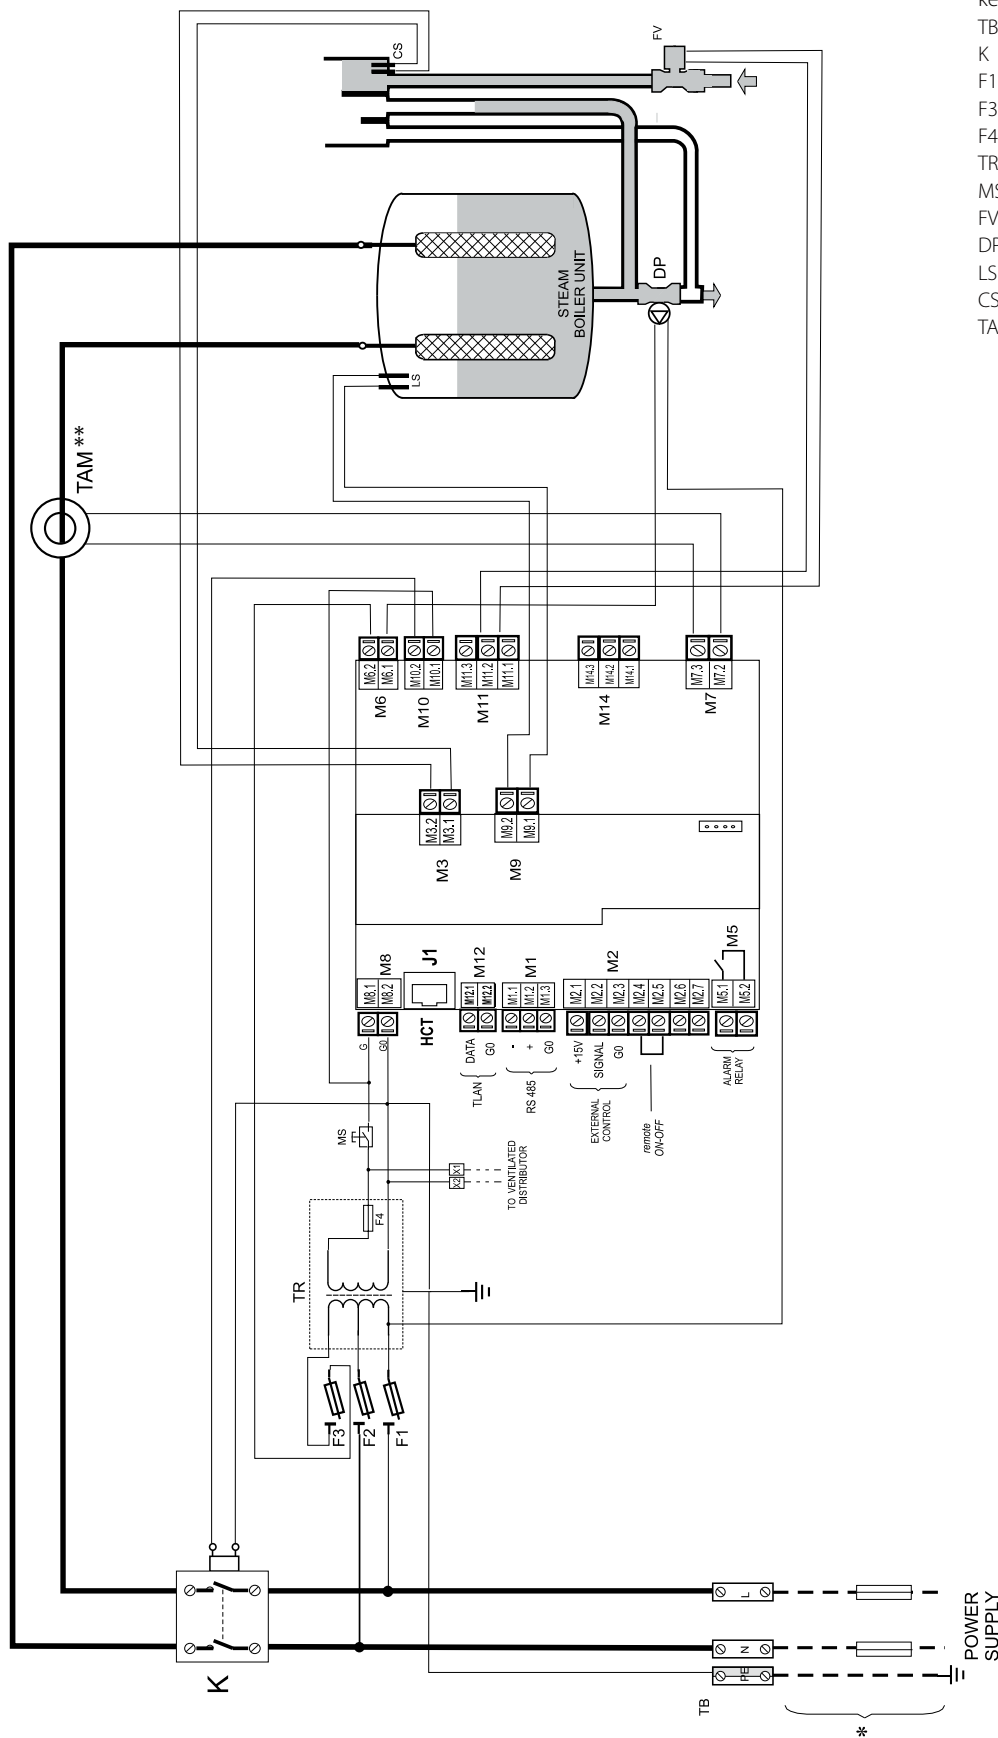 TB
K
F1
F3
F4
TR
MS
FV
DP
LS
CS
TA
CS
FV
STEAM
BOILER UNIT
DP
LS
TAM **
M6.2
M6.1
M6
M10.2
M10.1
M10
M11.3
M11.2
M11.1
M11
M14.3
M14.2
M14.1
M14
M7.3
M7.2
M7
M3.2
M3.1
M3
M9.2
M9.1
M9
M8.1
M8.2
M8
J1
HCT
M12.1
M12.2
M12
M1.1
M1.2
M1.3
M1
M2.1
M2.2
M2.3
M2.4
M2.5
M2.6
M2.7
M2
M5.1
M5.2
M5
G
G0
DATA
G0
TLAN
-
+
G0
RS 485
+15V
SIGNAL
G0
EXTERNAL
CONTROL
remote
ON-OFF
ALARM
RELAY
MS
X1
X2
TO VENTILATED
DISTRIBUTOR
F4
TR
F3
F2
F1
K
L
N
PE
TB
*
POWER
SUPPLY